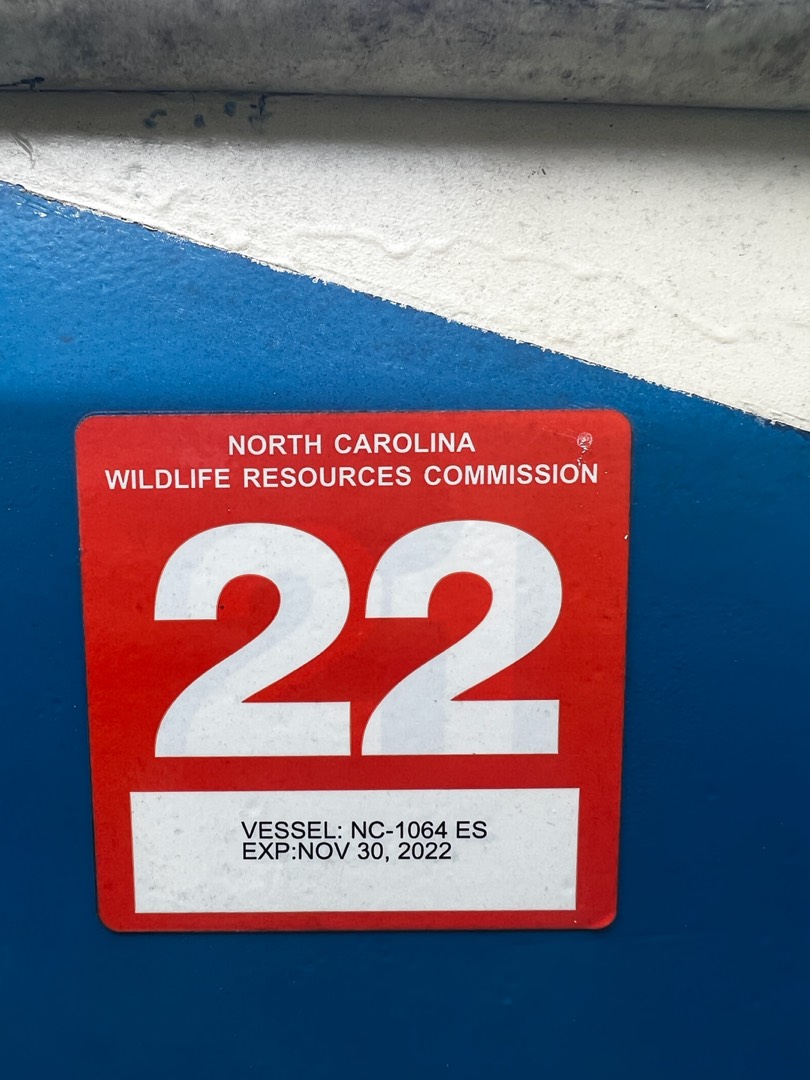 NORTH CAROLINA
WILDLIFE RESOURCES COMMISSION
22
VESSEL: NC-1064 ES
EXP:NOV 30, 2022